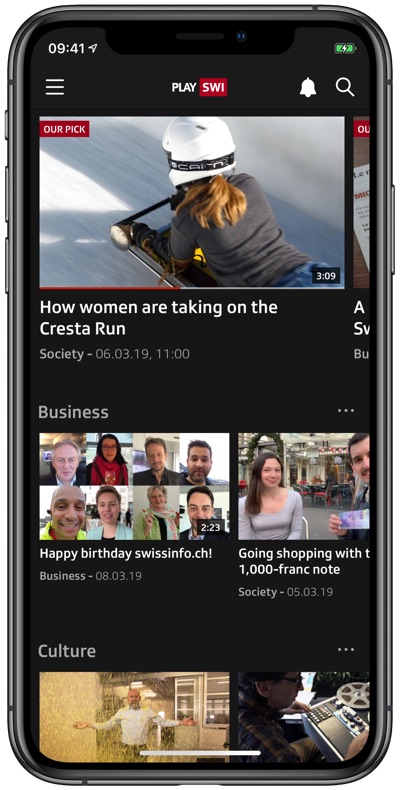 09:41
PLAY SWI
OUR PICK
OU
CAIRN
3:09
How women are taking on the
Cresta Run
Society - 06.03.19, 11:00
A
Sw
Bu
Business
2:23
Happy birthday swissinfo.ch!
Business - 08.03.19
Going shopping with t
1,000-franc note
Society - 05.03.19
Culture